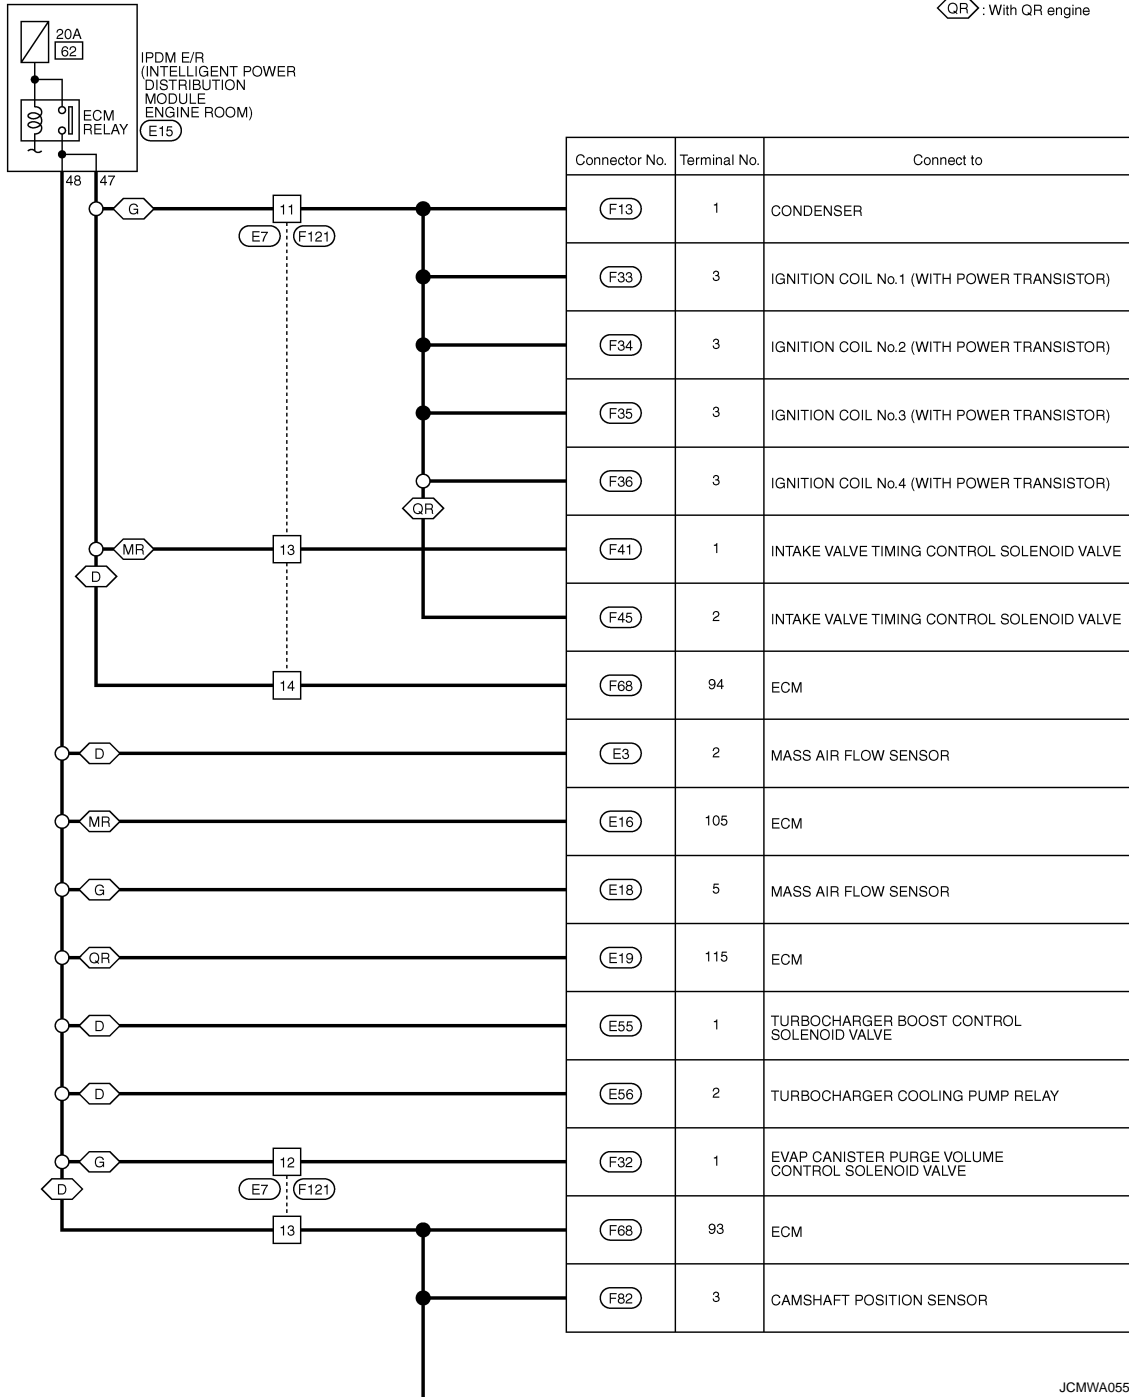 QR : With QR engine
20A
62
IPDM E/R
(INTELLIGENT POWER
DISTRIBUTION
MODULE
ENGINE ROOM)
E15
ECM
RELAY
48 47
Connector No. Terminal No. Connect to
G 11 F13 1 CONDENSER
E7 F121
F33 3 IGNITION COIL No.1 (WITH POWER TRANSISTOR)
F34 3 IGNITION COIL No.2 (WITH POWER TRANSISTOR)
F35 3 IGNITION COIL No.3 (WITH POWER TRANSISTOR)
F36 3 IGNITION COIL No.4 (WITH POWER TRANSISTOR)
QR
MR 13 F41 1 INTAKE VALVE TIMING CONTROL SOLENOID VALVE
D
F45 2 INTAKE VALVE TIMING CONTROL SOLENOID VALVE
14 F68 94 ECM
D E3 2 MASS AIR FLOW SENSOR
MR E16 105 ECM
G E18 5 MASS AIR FLOW SENSOR
QR E19 115 ECM
D E55 1 TURBOCHARGER BOOST CONTROL
SOLENOID VALVE
D E56 2 TURBOCHARGER COOLING PUMP RELAY
G 12 F32 1 EVAP CANISTER PURGE VOLUME
CONTROL SOLENOID VALVE
D E7 F121
13 F68 93 ECM
F82 3 CAMSHAFT POSITION SENSOR
JCMWA055